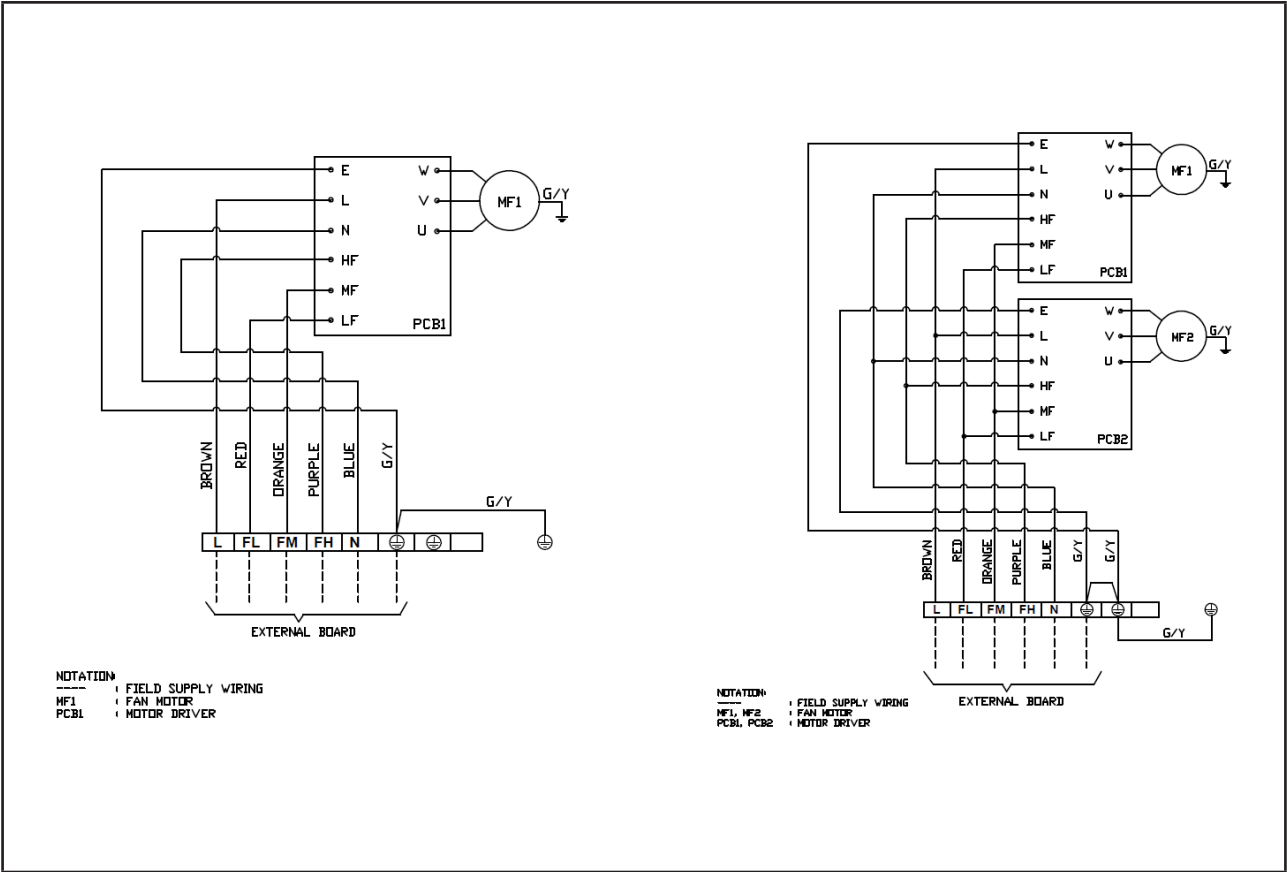 E
W
L
V
MF1
G/Y
N
U
HF
MF
LF
PCB1
BROWN
RED
ORANGE
PURPLE
BLUE
G/Y
G/Y
L FL FM FH N
EXTERNAL BOARD
NOTATION:
---- : FIELD SUPPLY WIRING
MF1 : FAN MOTOR
PCB1 : MOTOR DRIVER
E
W
L
V
MF1
G/Y
N
U
HF
MF
LF
PCB1
E
W
L
V
MF2
G/Y
N
U
HF
MF
LF
PCB2
BROWN
RED
ORANGE
PURPLE
BLUE
G/Y
G/Y
L FL FM FH N
G/Y
EXTERNAL BOARD
NOTATION:
---- : FIELD SUPPLY WIRING
MF1, MF2 : FAN MOTOR
PCB1, PCB2 : MOTOR DRIVER